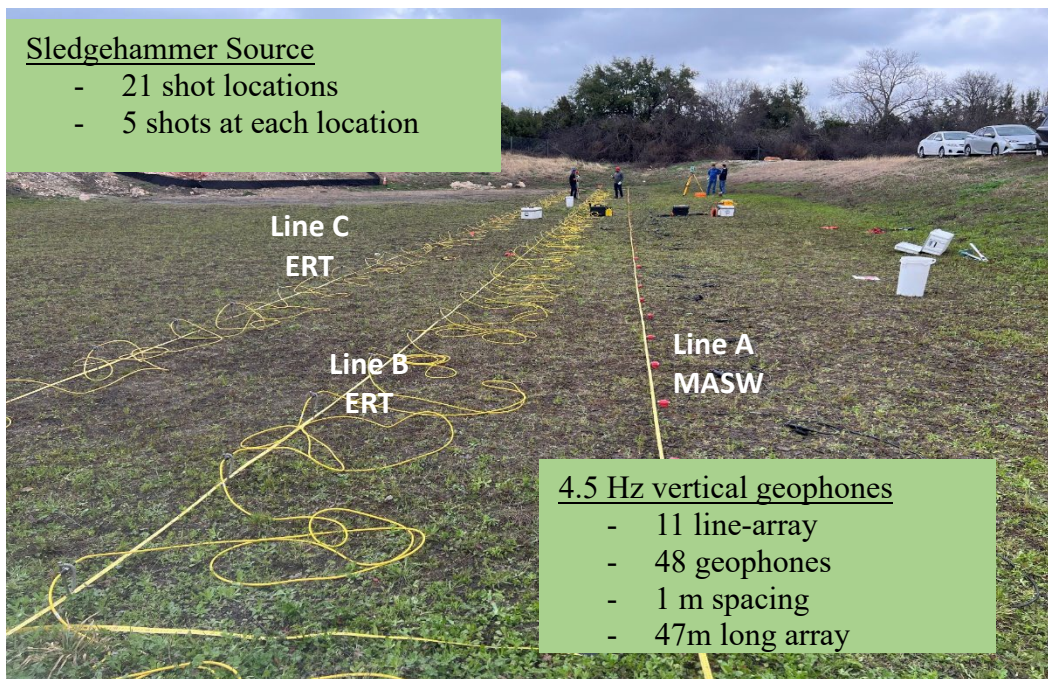 Sledgehammer Source
- 21 shot locations
- 5 shots at each location
Line C
ERT
Line B
ERT
Line A
MASW
4.5 Hz vertical geophones
- 11 line-array
- 48 geophones
- 1 m spacing
- 47m long array